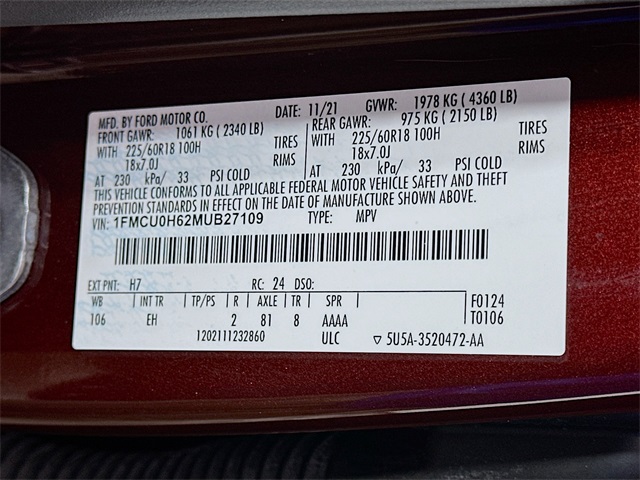 MFD. BY FORD MOTOR CO. DATE: 11/21 GVWR: 1978 KG ( 4360 LB)
FRONT GAWR: 1061 KG ( 2340 LB) REAR GAWR: 975 KG ( 2150 LB)
WITH 225/60R18 100H TIRES WITH 225/60R18 100H TIRES
18x7.0J RIMS 18x7.0J RIMS
AT 230 kPa/ 33 PSI COLD AT 230 kPa/ 33 PSI COLD
THIS VEHICLE CONFORMS TO ALL APPLICABLE FEDERAL MOTOR VEHICLE SAFETY AND THEFT
PREVENTION STANDARDS IN EFFECT ON THE DATE OF MANUFACTURE SHOWN ABOVE.
VIN: 1FMCU0H62MUB27109 TYPE: MPV
EXT PNT: H7 RC: 24 DSO:
WB INT TR TP/PS R AXLE TR SPR F0124
106 EH 2 81 8 AAAA T0106
1202111232860 ULC ▽ 5U5A-3520472-AA